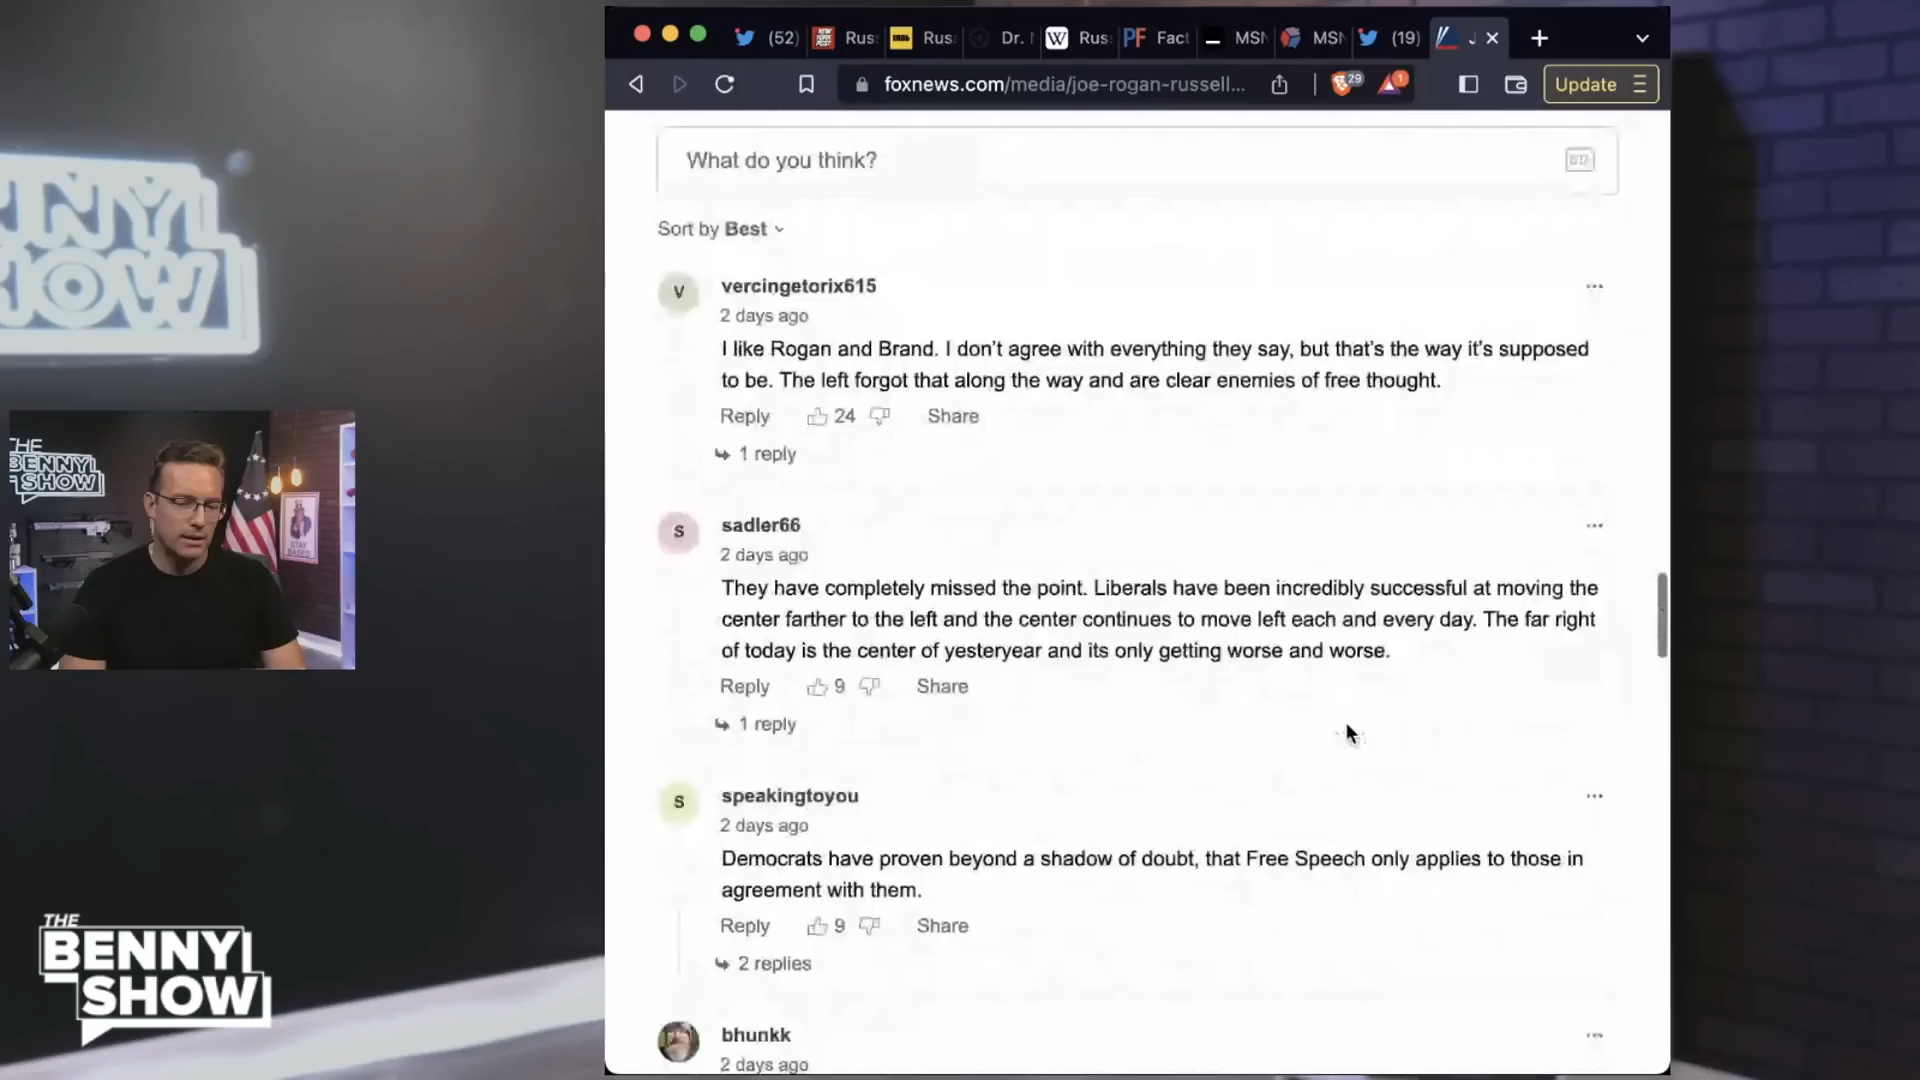 (52)
Rus
Rus
Dr.
Rus
Fact
MSN
MSN
(19)
foxnews.com/media/joe-rogan-russell...
29
1
Update
What do you think?
Sort by Best
V
vercingetorix615
2 days ago
I like Rogan and Brand. I don't agree with everything they say, but that's the way it's supposed
to be. The left forgot that along the way and are clear enemies of free thought.
Reply 24 Share
1 reply
S
sadler66
2 days ago
They have completely missed the point. Liberals have been incredibly successful at moving the
center farther to the left and the center continues to move left each and every day. The far right
of today is the center of yesteryear and its only getting worse and worse.
Reply 9 Share
1 reply
S
speakingtoyou
2 days ago
Democrats have proven beyond a shadow of doubt, that Free Speech only applies to those in
agreement with them.
Reply 9 Share
2 replies
bhunkk
2 days ago
NNY
HOW
THE
BENNY
SHOW
STAY
BASED
THE
BENNY
SHOW